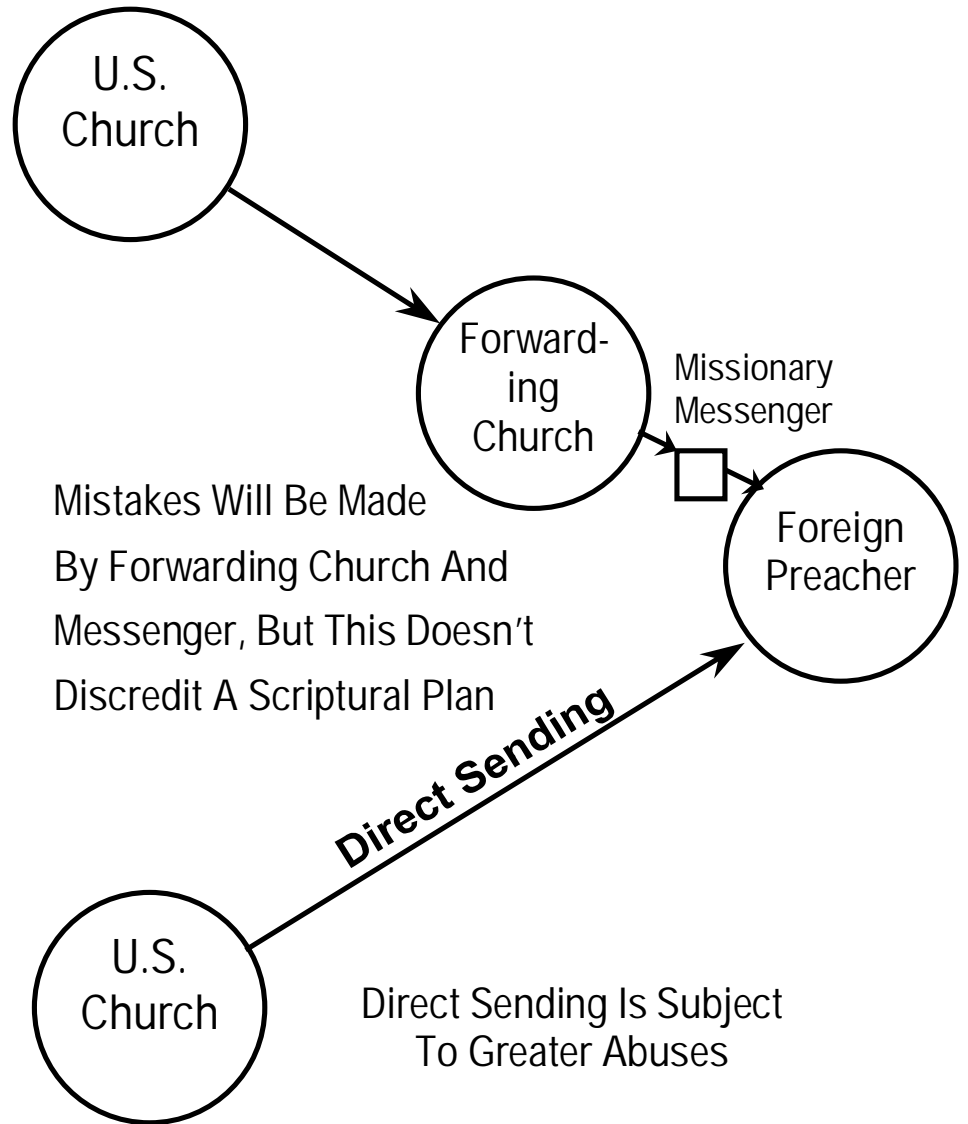 U.S.
Church
Forward-
ing
Church
Missionary
Messenger
Foreign
Preacher
Mistakes Will Be Made
By Forwarding Church And
Messenger, But This Doesn't
Discredit A Scriptural Plan
Direct Sending
U.S.
Church
Direct Sending Is Subject
To Greater Abuses